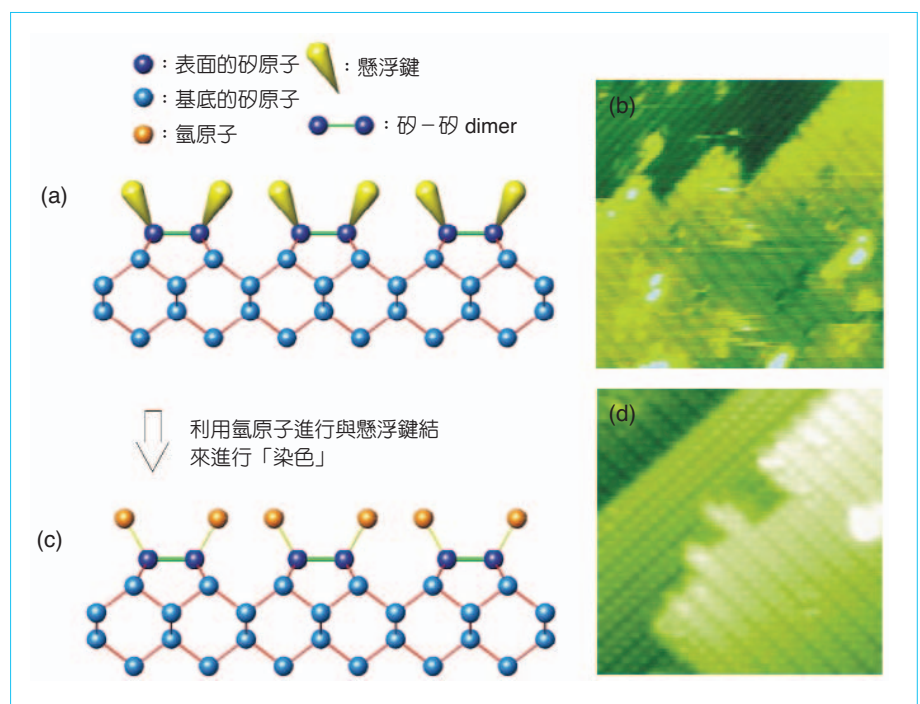 ：表面的矽原子
：懸浮鍵
：基底的矽原子
：氫原子
：矽－矽 dimer
(a)
(b)
利用氫原子進行與懸浮鍵結
來進行「染色」
(c)
(d)